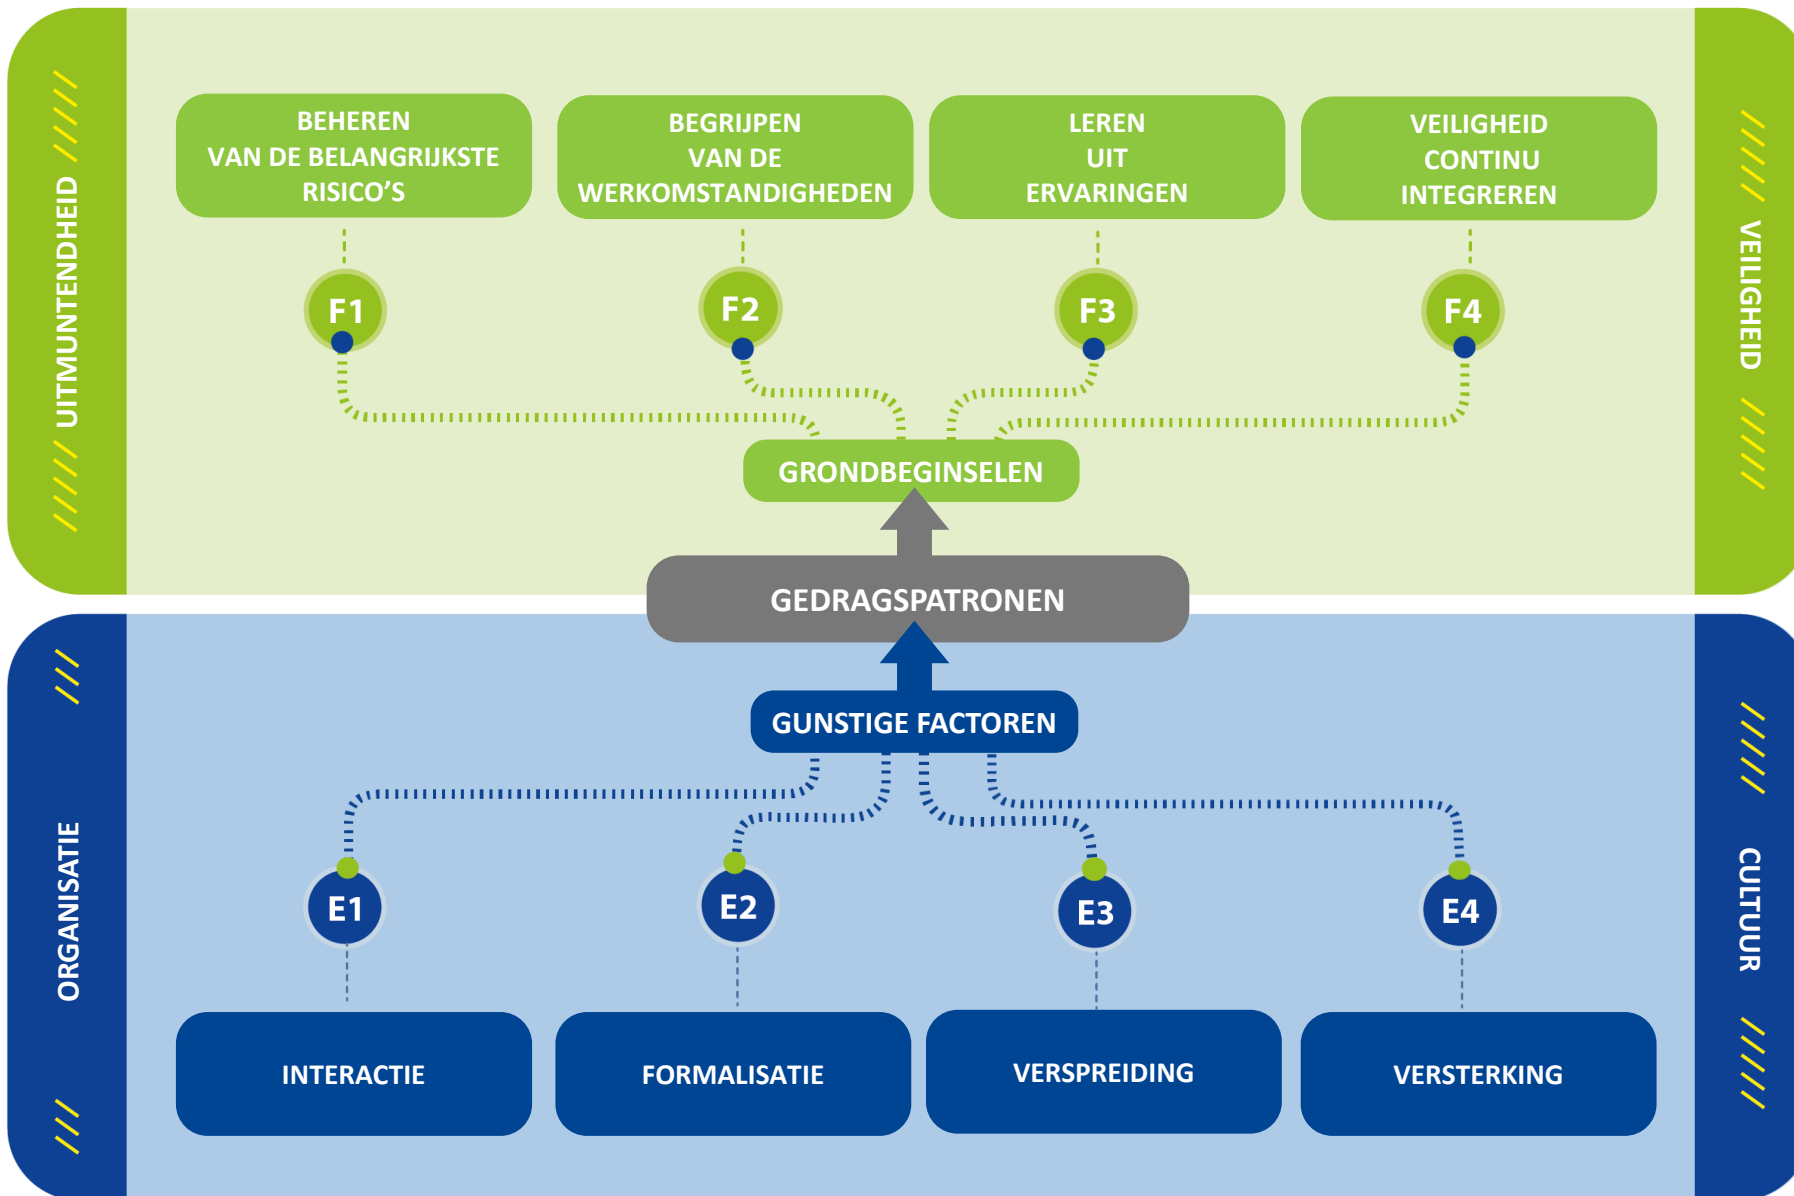 UITMUNTENDHEID
VEILIGHEID
BEHEREN
VAN DE BELANGRIJKSTE
RISICO’S
BEGRIJPEN
VAN DE
WERKOMSTANDIGHEDEN
LEREN
UIT
ERVARINGEN
VEILIGHEID
CONTINU
INTEGREREN
F1
F2
F3
F4
GRONDBEGINSELEN
GEDRAGSPATRONEN
GUNSTIGE FACTOREN
ORGANISATIE
CULTUUR
E1
E2
E3
E4
INTERACTIE
FORMALISATIE
VERSPREIDING
VERSTERKING